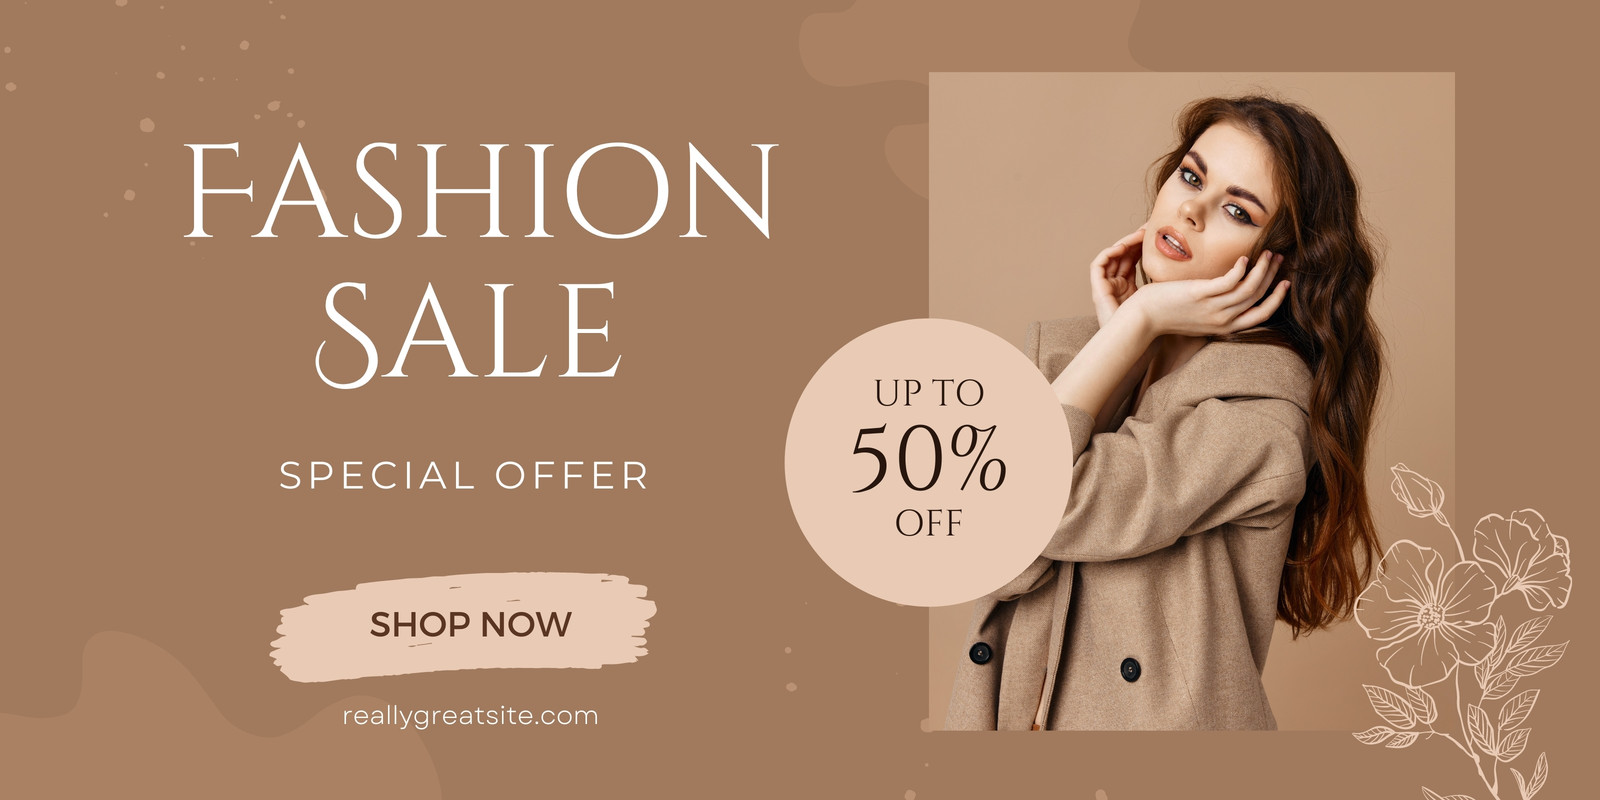 FASHION
SALE
SPECIAL OFFER
SHOP NOW
reallygreatsite.com
UP TO
50%
OFF